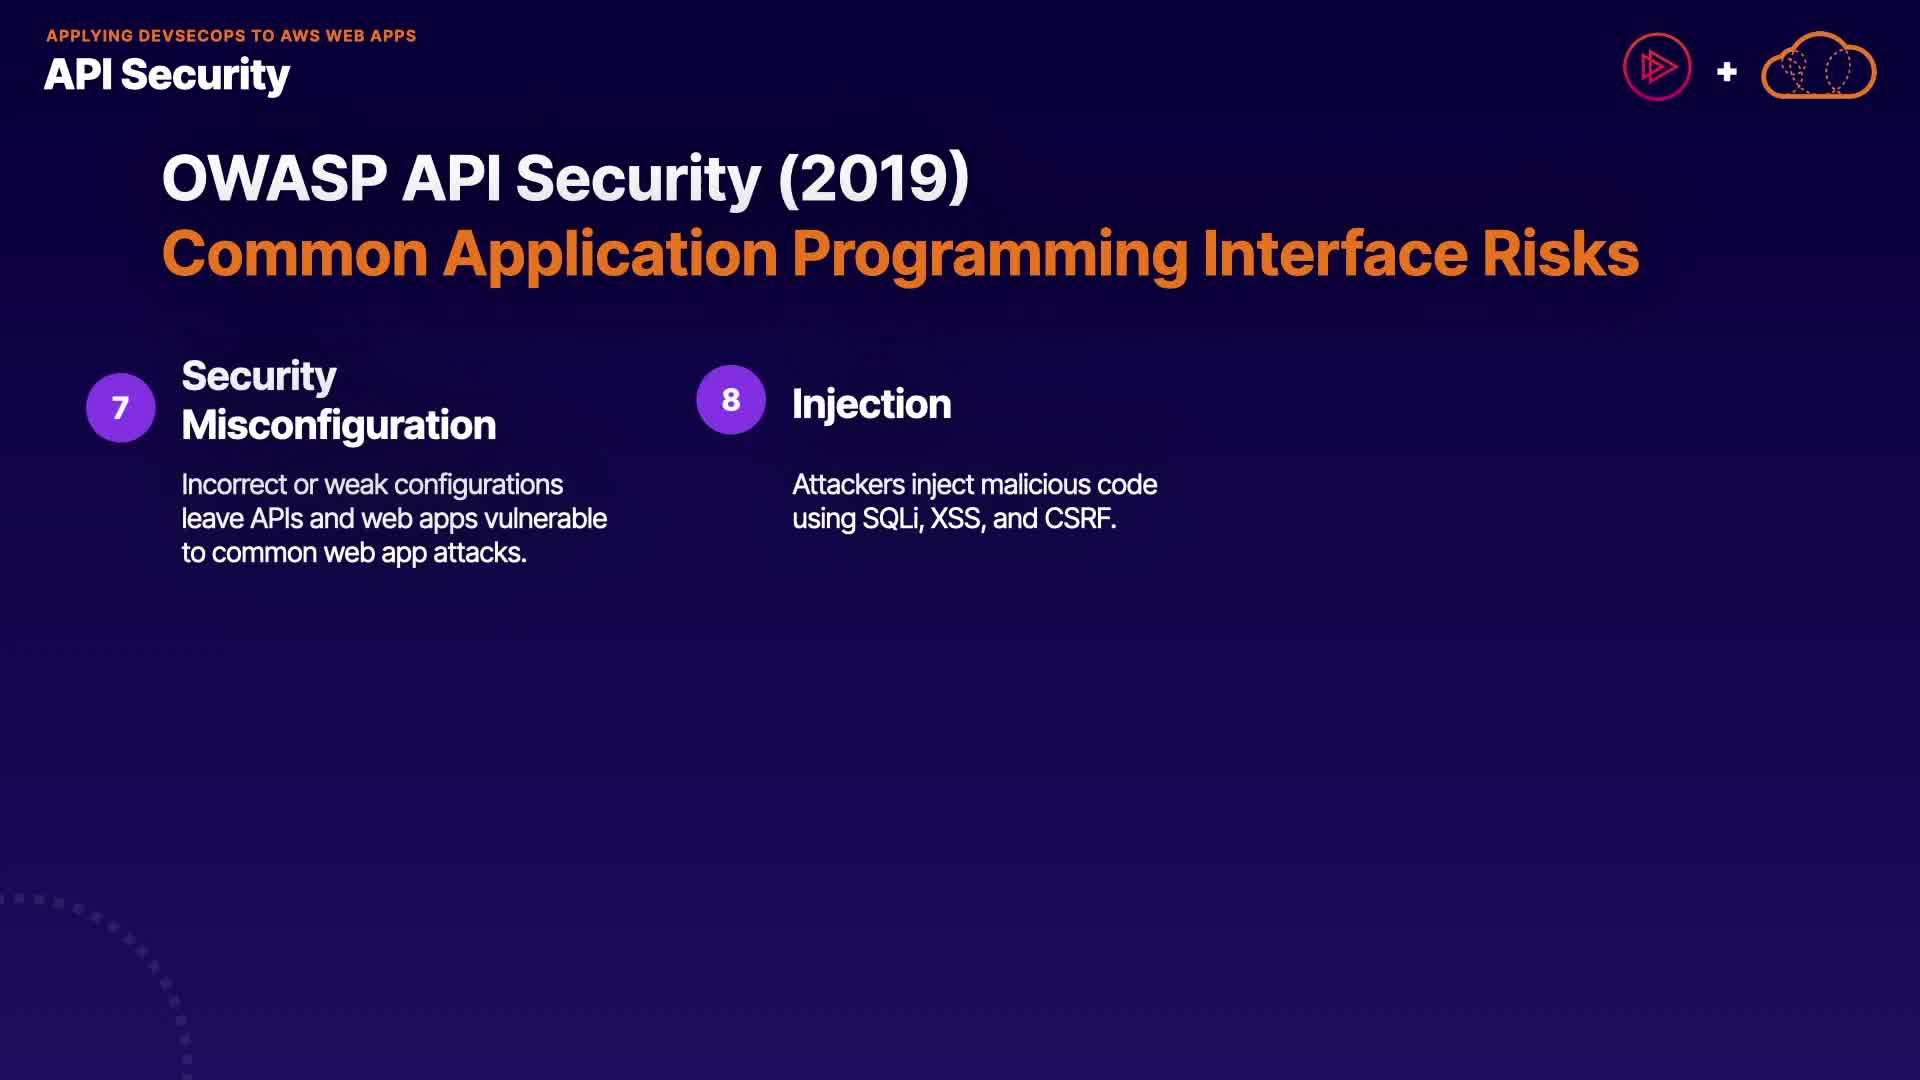 APPLYING DEVSECOPS TO AWS WEB APPS
API Security
+
OWASP API Security (2019)
Common Application Programming Interface Risks
7
Security
Misconfiguration
Incorrect or weak configurations
leave APIs and web apps vulnerable
to common web app attacks.
8
Injection
Attackers inject malicious code
using SQLi, XSS, and CSRF.